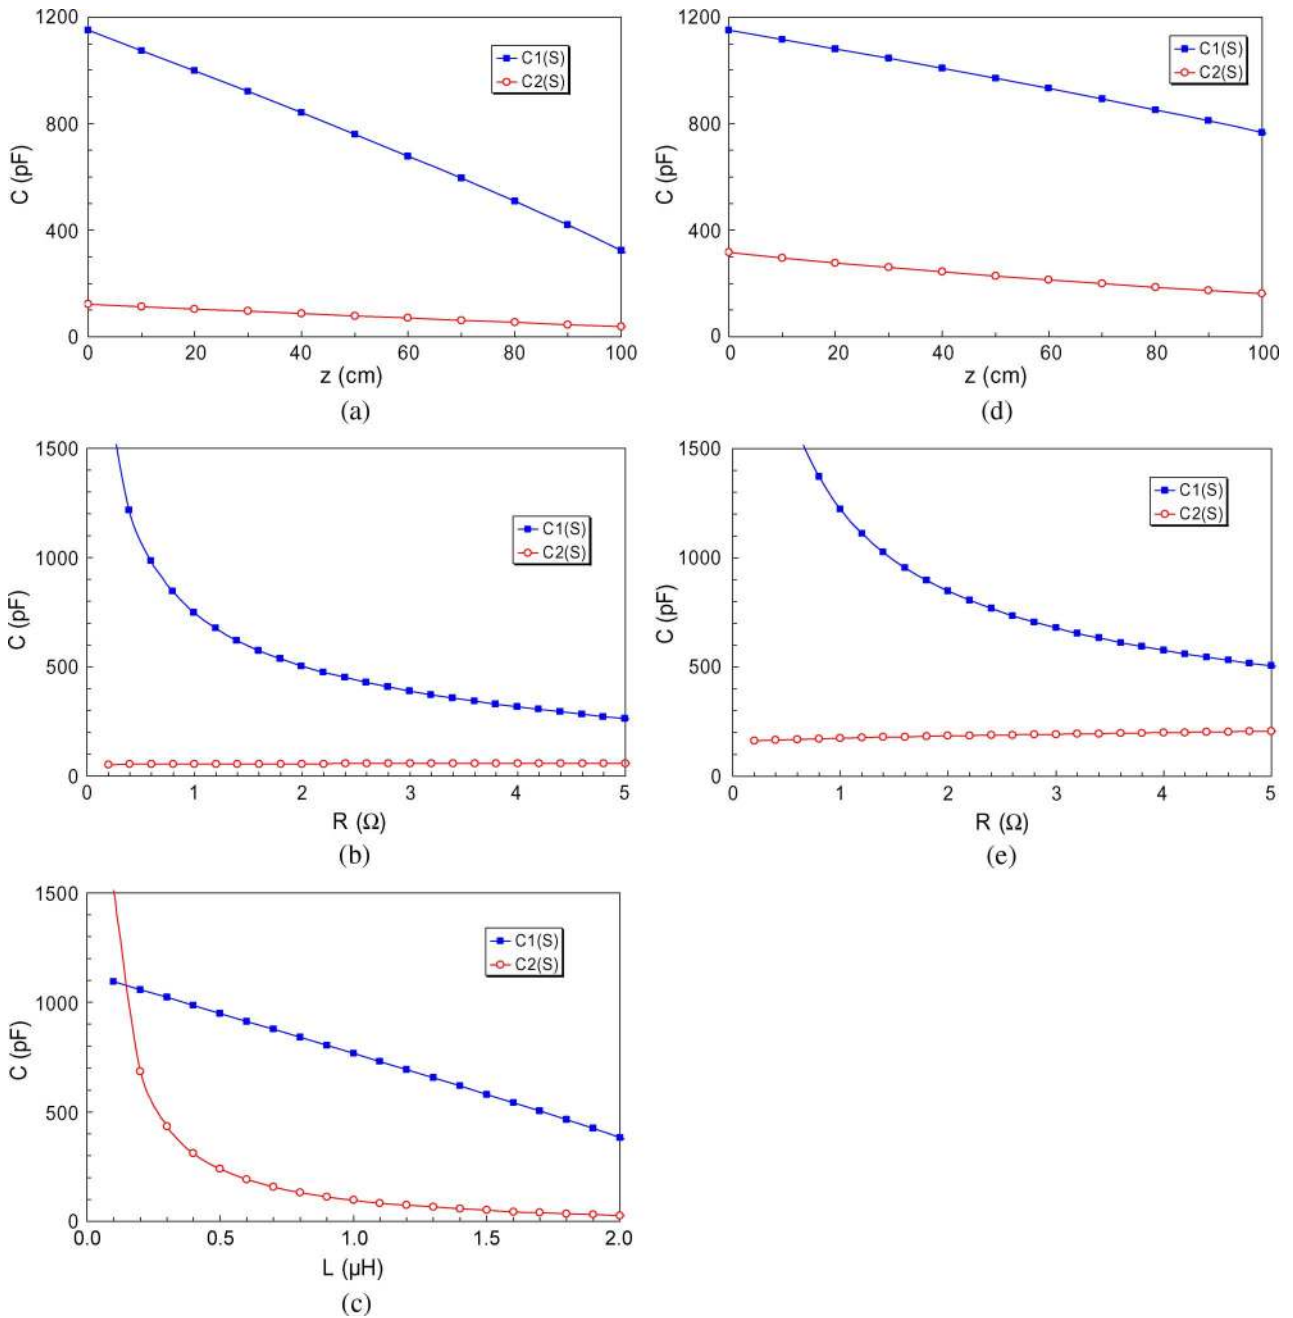 1200
800
400
0
C (pF)
C1(S)
C2(S)
0 20 40 60 80 100
z (cm)
(a)
1200
800
400
0
C (pF)
C1(S)
C2(S)
0 20 40 60 80 100
z (cm)
(d)
1500
1000
500
0
C (pF)
C1(S)
C2(S)
0 1 2 3 4 5
R (Ω)
(b)
1500
1000
500
0
C (pF)
C1(S)
C2(S)
0 1 2 3 4 5
R (Ω)
(e)
1500
1000
500
0
C (pF)
C1(S)
C2(S)
0.0 0.5 1.0 1.5 2.0
L (µH)
(c)